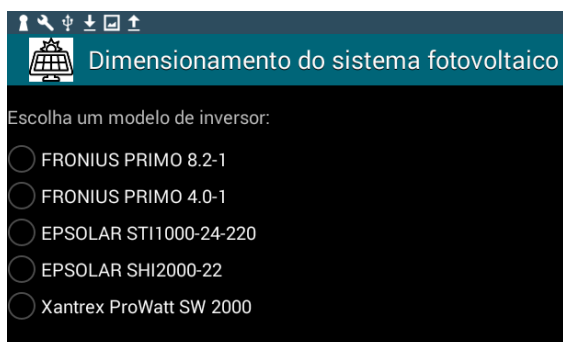 Dimensionamento do sistema fotovoltaico
Escolha um modelo de inversor:
FRONIUS PRIMO 8.2-1
FRONIUS PRIMO 4.0-1
EPSOLAR STI1000-24-220
EPSOLAR SHI2000-22
Xantrex ProWatt SW 2000